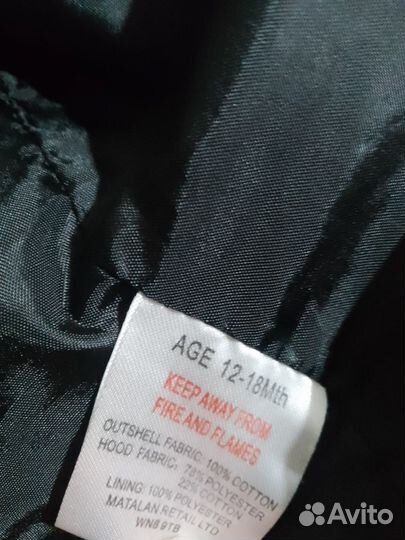 AGE 12-18Mth
KEEP AWAY FROM
FIRE AND FLAMES
OUTSHELL FABRIC: 100% COTTON
HOOD FABRIC: 78% POLYESTER
22% COTTON
LINING: 100% POLYESTER
MATALAN RETAIL LTD
WN8 9TB
Avito